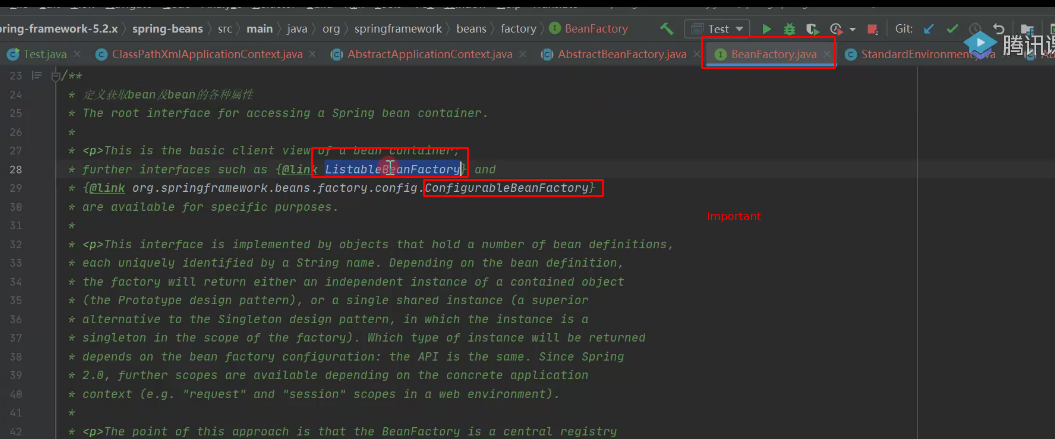 ring-framework-5.2.x › spring-beans › src › main › java › org › springframework › beans › factory › BeanFactory Test Git:
Test.java × ClassPathXmlApplicationContext.java × AbstractApplicationContext.java × AbstractBeanFactory.java × BeanFactory.java × StandardEnvironment.java 腾讯课
23 /**
24 * 定义获取bean及bean的各种属性
25 * The root interface for accessing a Spring bean container.
26 *
27 * <p>This is the basic client view of a bean container;
28 * further interfaces such as {@link ListableBeanFactory} and
29 * {@link org.springframework.beans.factory.config.ConfigurableBeanFactory}
30 * are available for specific purposes.
31 *
Important
32 * <p>This interface is implemented by objects that hold a number of bean definitions,
33 * each uniquely identified by a String name. Depending on the bean definition,
34 * the factory will return either an independent instance of a contained object
35 * (the Prototype design pattern), or a single shared instance (a superior
36 * alternative to the Singleton design pattern, in which the instance is a
37 * singleton in the scope of the factory). Which type of instance will be returned
38 * depends on the bean factory configuration: the API is the same. Since Spring
39 * 2.0, further scopes are available depending on the concrete application
40 * context (e.g. "request" and "session" scopes in a web environment).
41 *
42 * <p>The point of this approach is that the BeanFactory is a central registry